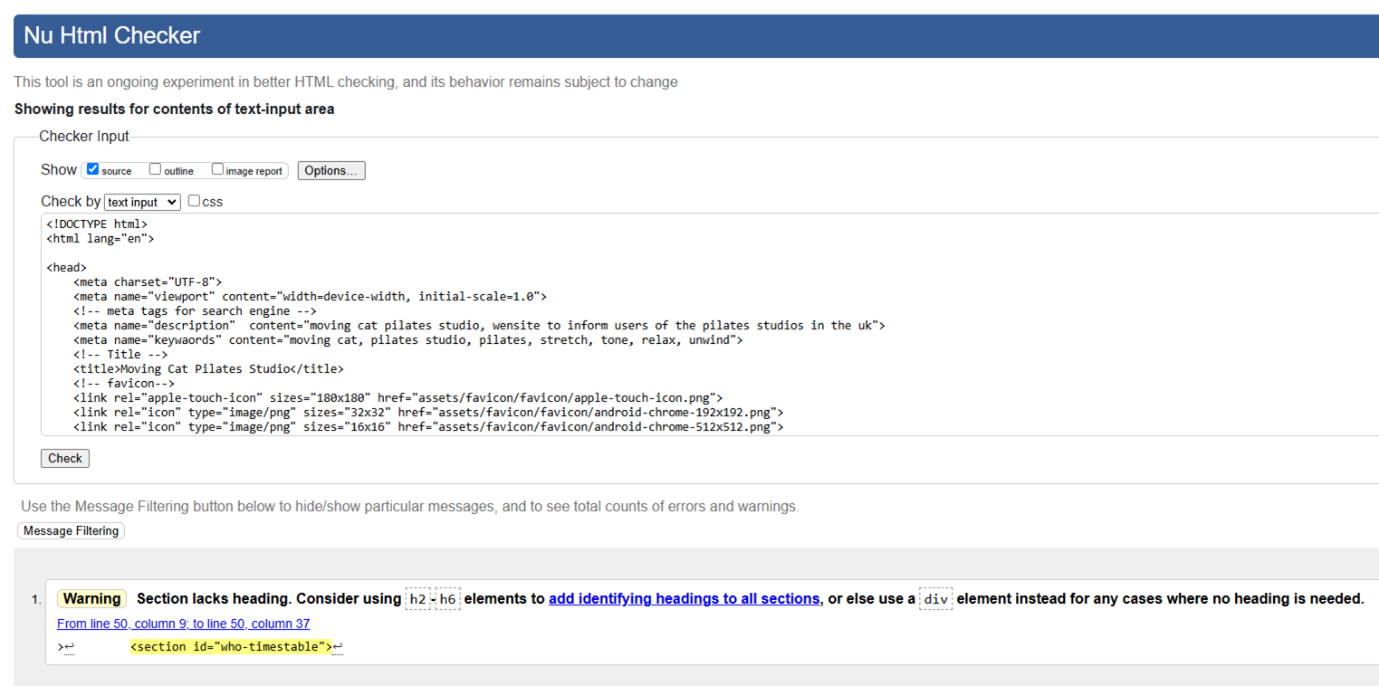 Nu Html Checker
This tool is an ongoing experiment in better HTML checking, and its behavior remains subject to change
Showing results for contents of text-input area
Checker Input
Show source outline image report Options...
Check by text input css
<!DOCTYPE html>
<html lang="en">
<head>
<meta charset="UTF-8">
<meta name="viewport" content="width=device-width, initial-scale=1.0">
<!-- meta tags for search engine -->
<meta name="description"  content="moving cat pilates studio, wensite to inform users of the pilates studios in the uk">
<meta name="keywaords" content="moving cat, pilates studio, pilates, stretch, tone, relax, unwind">
<!-- Title -->
<title>Moving Cat Pilates Studio</title>
<!-- favicon-->
<link rel="apple-touch-icon" sizes="180x180" href="assets/favicon/favicon/apple-touch-icon.png">
<link rel="icon" type="image/png" sizes="32x32" href="assets/favicon/favicon/android-chrome-192x192.png">
<link rel="icon" type="image/png" sizes="16x16" href="assets/favicon/favicon/android-chrome-512x512.png">
Check
Use the Message Filtering button below to hide/show particular messages, and to see total counts of errors and warnings.
Message Filtering
1. Warning Section lacks heading. Consider using h2-h6 elements to add identifying headings to all sections, or else use a div element instead for any cases where no heading is needed.
From line 50, column 9; to line 50, column 37
>↩ <section id="who-timestable">↩